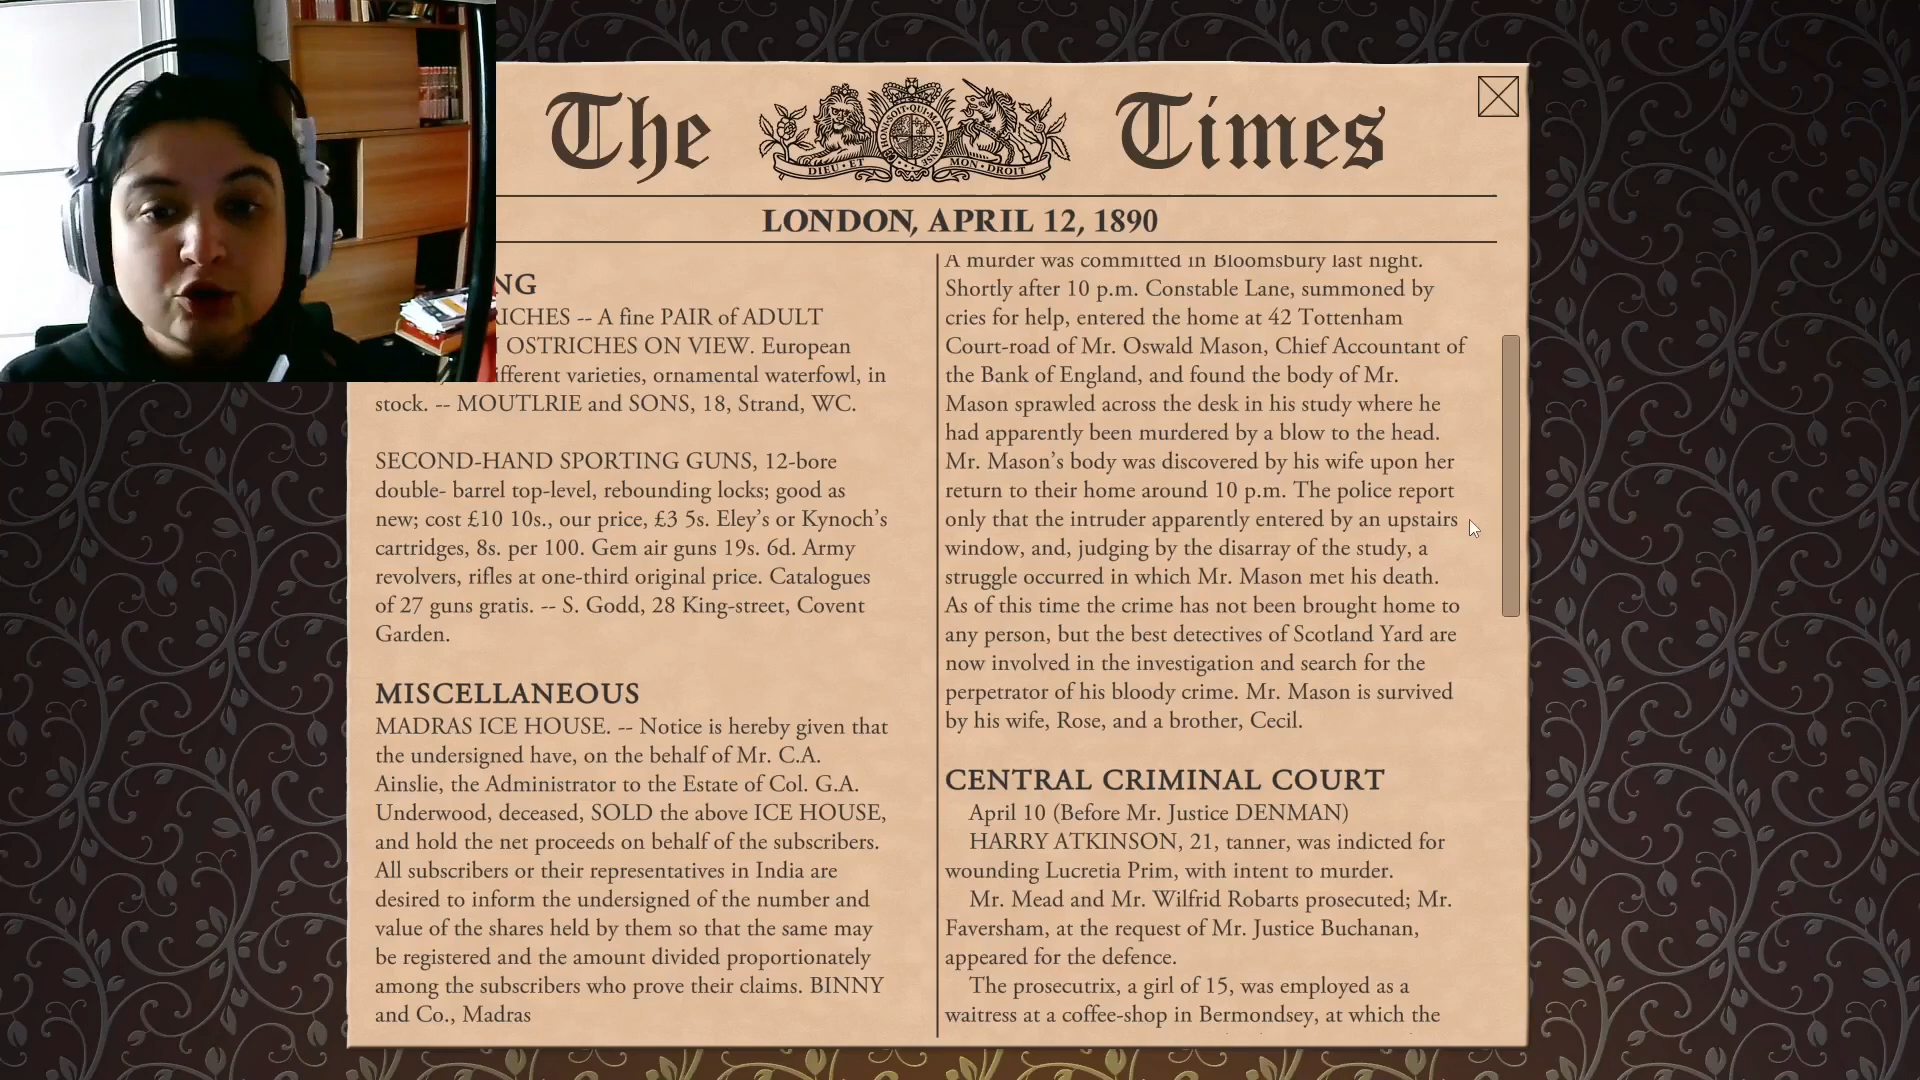 The Times
DIEU · ET MON · DROIT
LONDON, APRIL 12, 1890
NG
RICHES -- A fine PAIR of ADULT
OSTRICHES ON VIEW. European
ifferent varieties, ornamental waterfowl, in
stock. -- MOUTLRIE and SONS, 18, Strand, WC.
SECOND-HAND SPORTING GUNS, 12-bore
double- barrel top-level, rebounding locks; good as
new; cost £10 10s., our price, £3 5s. Eley's or Kynoch's
cartridges, 8s. per 100. Gem air guns 19s. 6d. Army
revolvers, rifles at one-third original price. Catalogues
of 27 guns gratis. -- S. Godd, 28 King-street, Covent
Garden.
MISCELLANEOUS
MADRAS ICE HOUSE. -- Notice is hereby given that
the undersigned have, on the behalf of Mr. C.A.
Ainslie, the Administrator to the Estate of Col. G.A.
Underwood, deceased, SOLD the above ICE HOUSE,
and hold the net proceeds on behalf of the subscribers.
All subscribers or their representatives in India are
desired to inform the undersigned of the number and
value of the shares held by them so that the same may
be registered and the amount divided proportionately
among the subscribers who prove their claims. BINNY
and Co., Madras
A murder was committed in Bloomsbury last night.
Shortly after 10 p.m. Constable Lane, summoned by
cries for help, entered the home at 42 Tottenham
Court-road of Mr. Oswald Mason, Chief Accountant of
the Bank of England, and found the body of Mr.
Mason sprawled across the desk in his study where he
had apparently been murdered by a blow to the head.
Mr. Mason's body was discovered by his wife upon her
return to their home around 10 p.m. The police report
only that the intruder apparently entered by an upstairs
window, and, judging by the disarray of the study, a
struggle occurred in which Mr. Mason met his death.
As of this time the crime has not been brought home to
any person, but the best detectives of Scotland Yard are
now involved in the investigation and search for the
perpetrator of his bloody crime. Mr. Mason is survived
by his wife, Rose, and a brother, Cecil.
CENTRAL CRIMINAL COURT
April 10 (Before Mr. Justice DENMAN)
HARRY ATKINSON, 21, tanner, was indicted for
wounding Lucretia Prim, with intent to murder.
Mr. Mead and Mr. Wilfrid Robarts prosecuted; Mr.
Faversham, at the request of Mr. Justice Buchanan,
appeared for the defence.
The prosecutrix, a girl of 15, was employed as a
waitress at a coffee-shop in Bermondsey, at which the